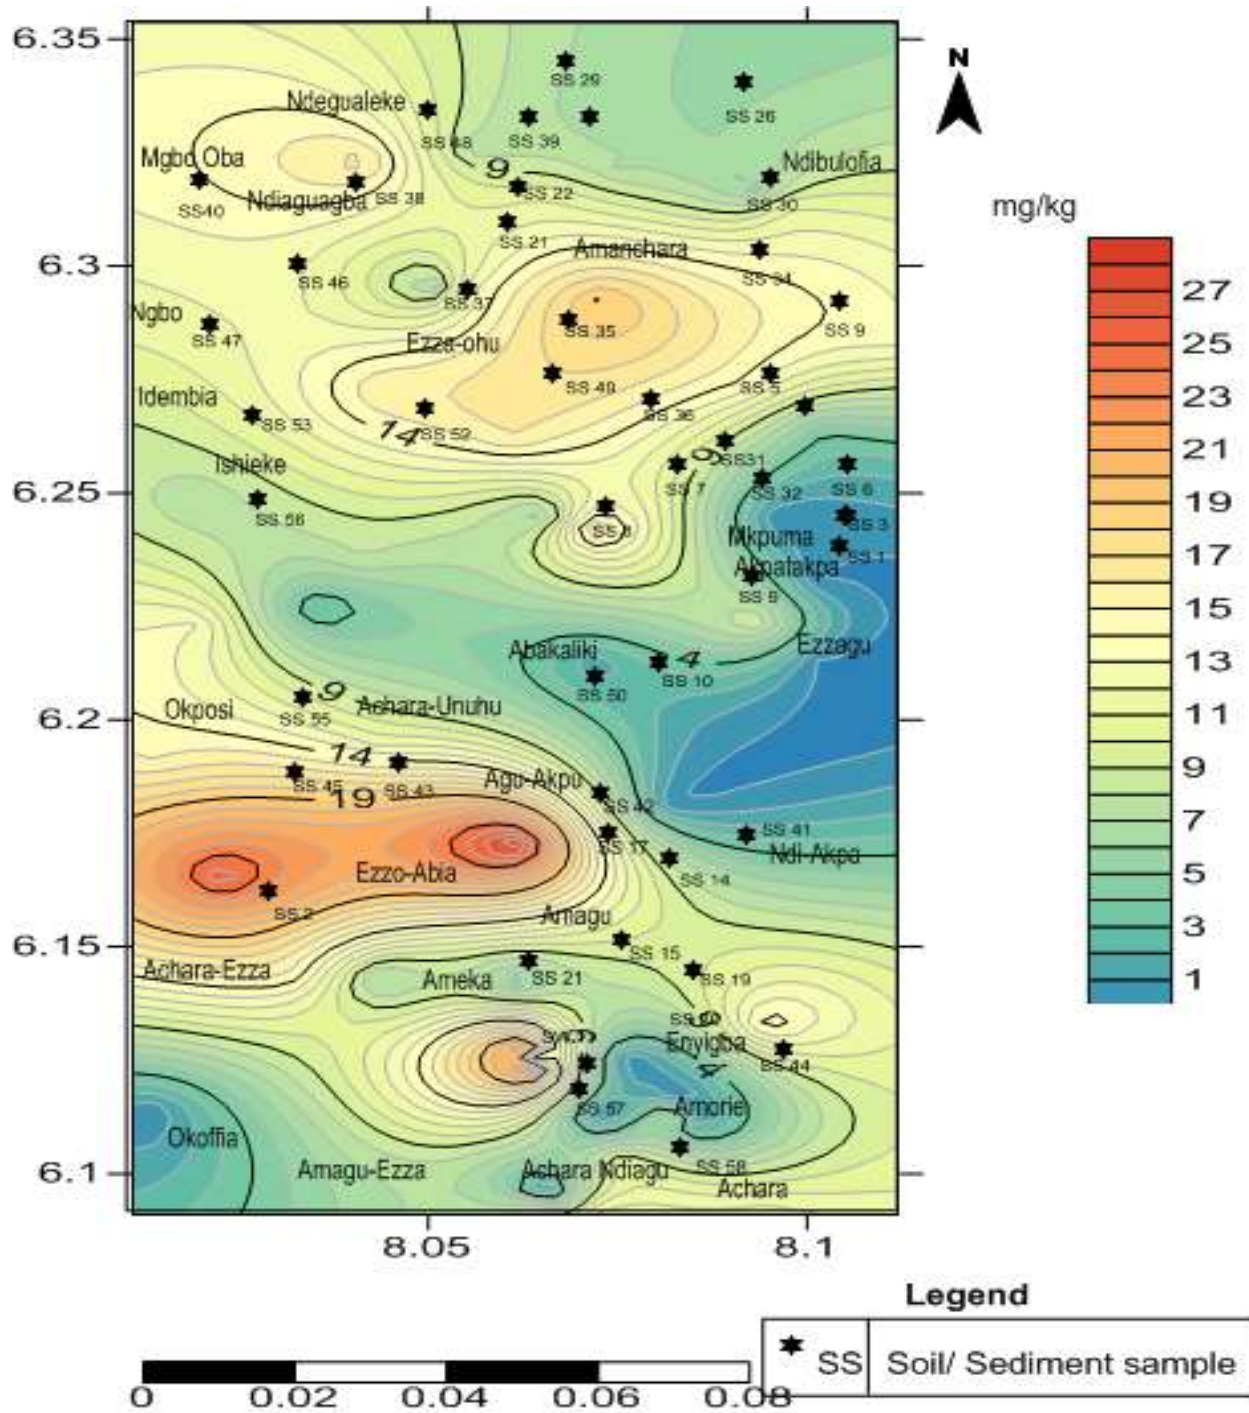 6.35
N
SS 29
SS 26
Ndegualeke
SS 48
SS 39
Mgbo Oba
9
Ndibulofia
SS40
Ndiaguagba
SS 38
SS 22
SS 30
mg/kg
SS 21
Amanchara
6.3
SS 46
SS 34
SS 37
27
Ngbo
SS 47
SS 35
SS 9
Ezza-ohu
25
Idembia
SS 49
SS 5
23
SS 53
SS 52
SS 36
14
21
Ishieke
9
SS31
6.25
SS 7
SS 32
SS 6
19
SS 56
SS 8
SS 3
Mkpuma
SS 1
17
Akpatakpa
SS 9
15
Abakaliki
4
Ezzagu
13
SS 50
SS 10
9
Okposi
Achara-Unuhu
6.2
SS 55
11
14
SS 45
SS 43
Agu-Akpu
9
19
SS 42
SS 17
SS 41
7
Ezzo-Abia
SS 14
Ndi-Akpa
5
SS 2
Amagu
3
6.15
SS 15
Achara-Ezza
Ameka
SS 21
SS 19
1
9
9
Enyigba
SS 44
4
SS 57
Amorie
Okoffia
6.1
Amagu-Ezza
Achara Ndiagu
SS 58
Achara
8.05
8.1
Legend
SS
Soil/ Sediment sample
0
0.02
0.04
0.06
0.08